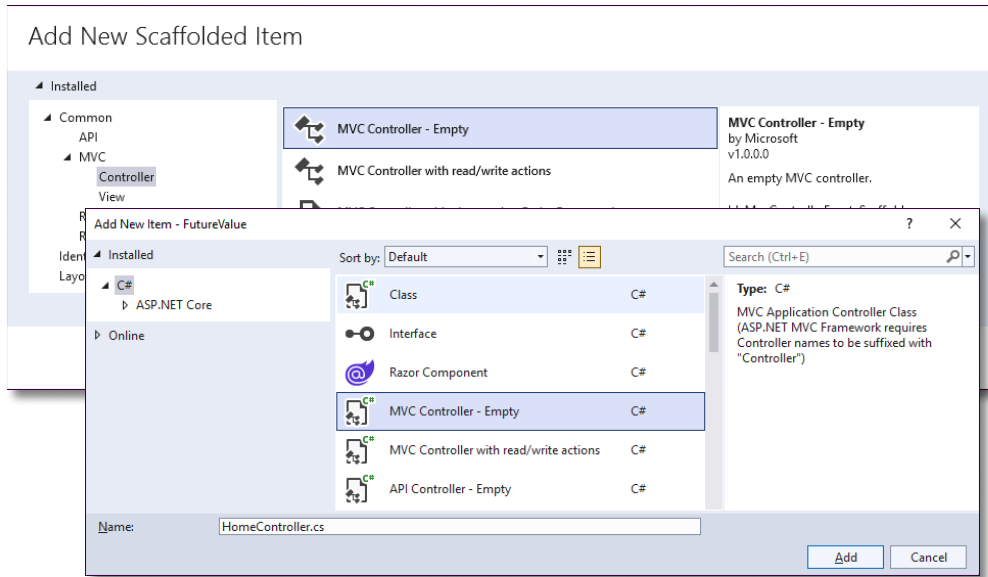 Add New Scaffolded Item
Installed
Common
API
MVC
Controller
View
MVC Controller - Empty
MVC Controller with read/write actions
MVC Controller - Empty
by Microsoft
v1.0.0.0
An empty MVC controller.
Add New Item - FutureValue
?
Installed
C#
ASP.NET Core
Online
Sort by: Default
Search (Ctrl+E)
Class C#
Interface C#
Razor Component C#
MVC Controller - Empty C#
MVC Controller with read/write actions C#
API Controller - Empty C#
Type: C#
MVC Application Controller Class
(ASP.NET MVC Framework requires
Controller names to be suffixed with
"Controller")
Name: HomeController.cs
Add Cancel